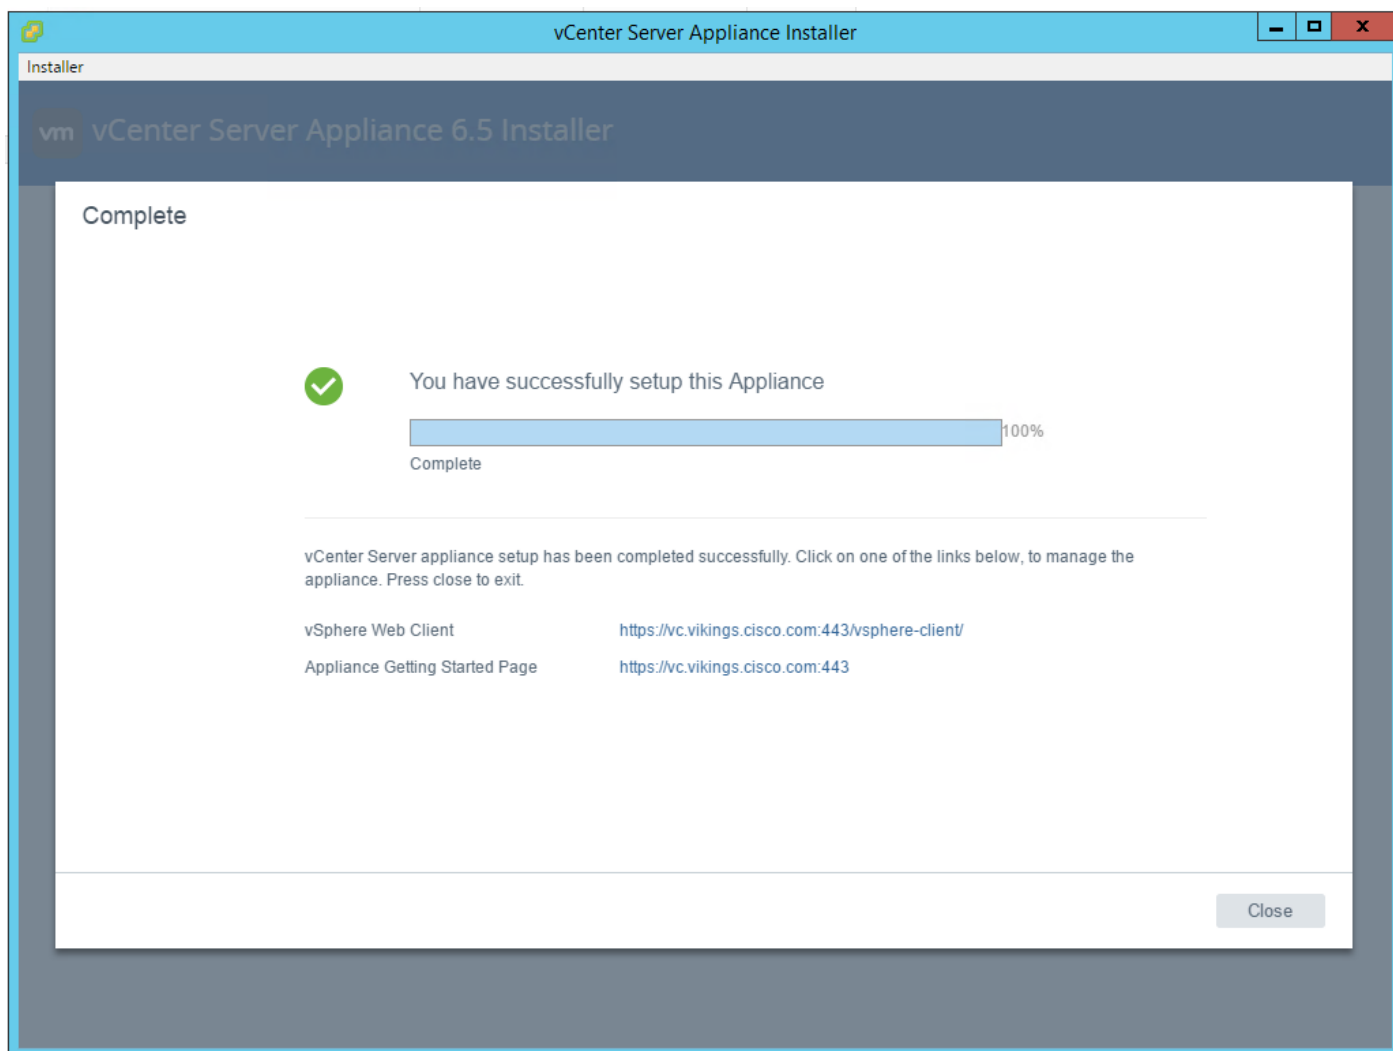 vCenter Server Appliance Installer
Installer
vm vCenter Server Appliance 6.5 Installer
Complete
You have successfully setup this Appliance
100%
Complete
vCenter Server appliance setup has been completed successfully. Click on one of the links below, to manage the
appliance. Press close to exit.
vSphere Web Client https://vc.vikings.cisco.com:443/vsphere-client/
Appliance Getting Started Page https://vc.vikings.cisco.com:443
Close